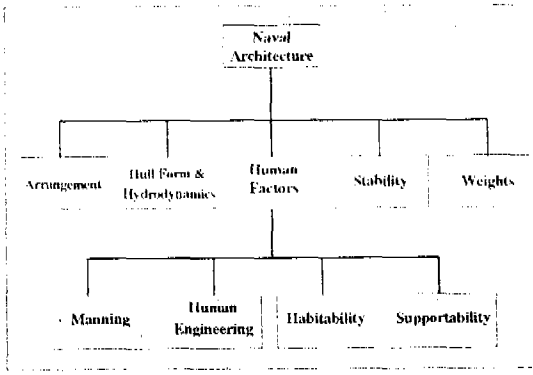 Naval
Architecture
Arrangement
Hull Form &
Hydrodynamics
Human
Factors
Stability
Weights
Manning
Human
Engineering
Habitability
Supportability